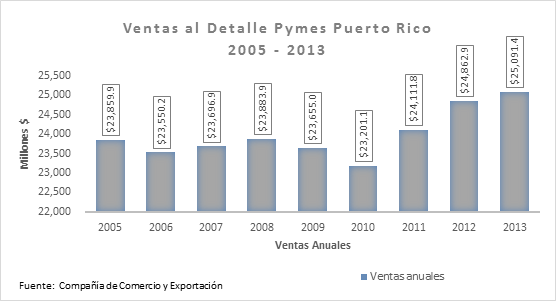 Ventas al Detalle Pymes Puerto Rico
2005 - 2013
Millones $
25,500
25,000
24,500
24,000
23,500
23,000
22,500
22,000
$23,859.9
$23,550.2
$23,696.9
$23,883.9
$23,655.0
$23,201.1
$24,111.8
$24,862.9
$25,091.4
2005 2006 2007 2008 2009 2010 2011 2012 2013
Ventas Anuales
Ventas anuales
Fuente: Compañía de Comercio y Exportación